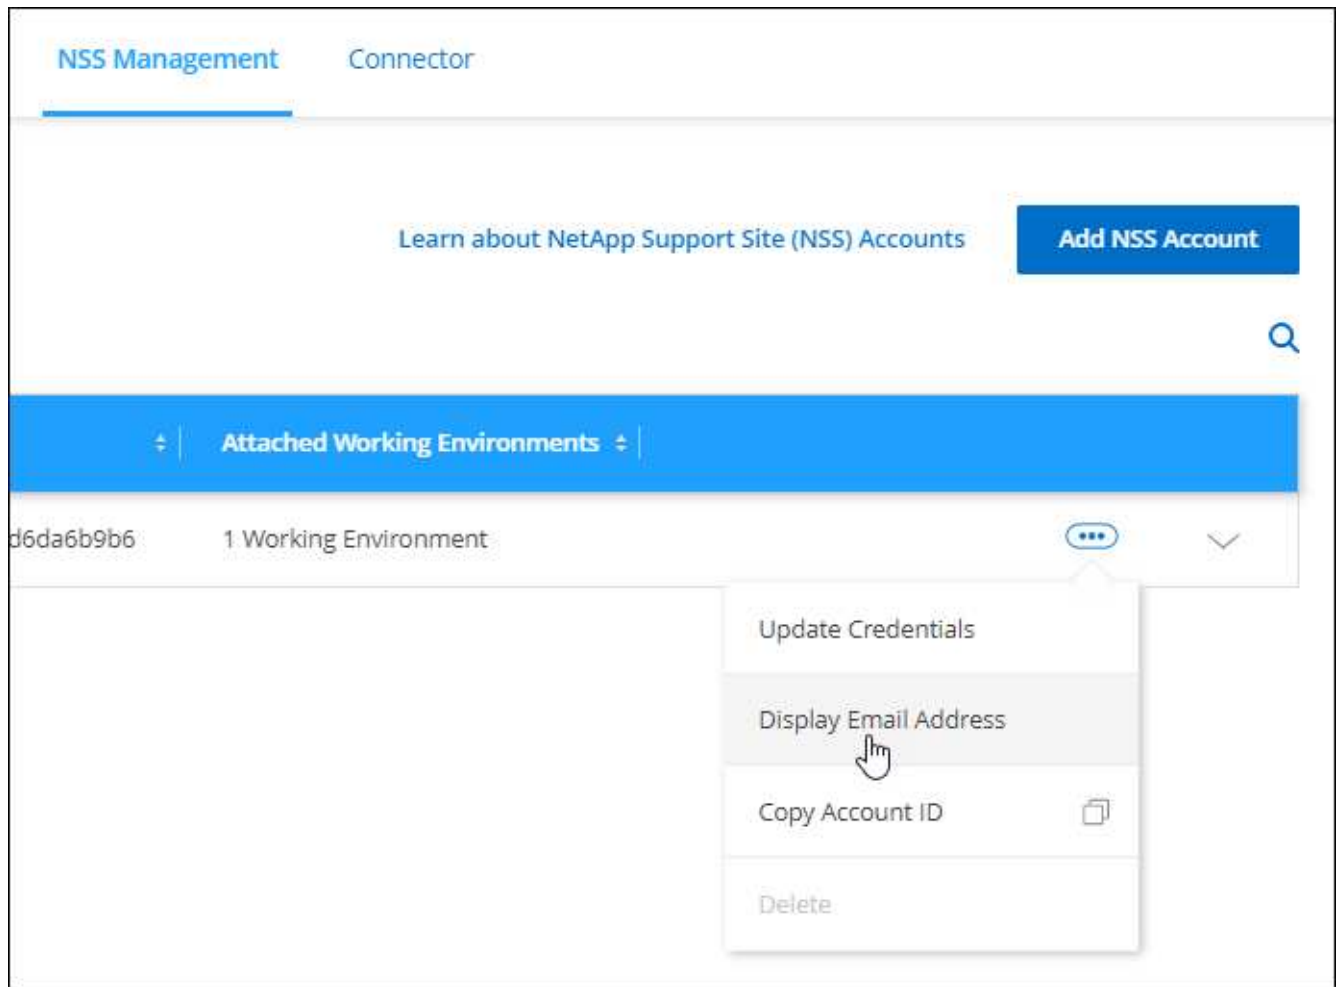 NSS Management Connector
Learn about NetApp Support Site (NSS) Accounts Add NSS Account
Attached Working Environments
d6da6b9b6 1 Working Environment
Update Credentials
Display Email Address
Copy Account ID
Delete